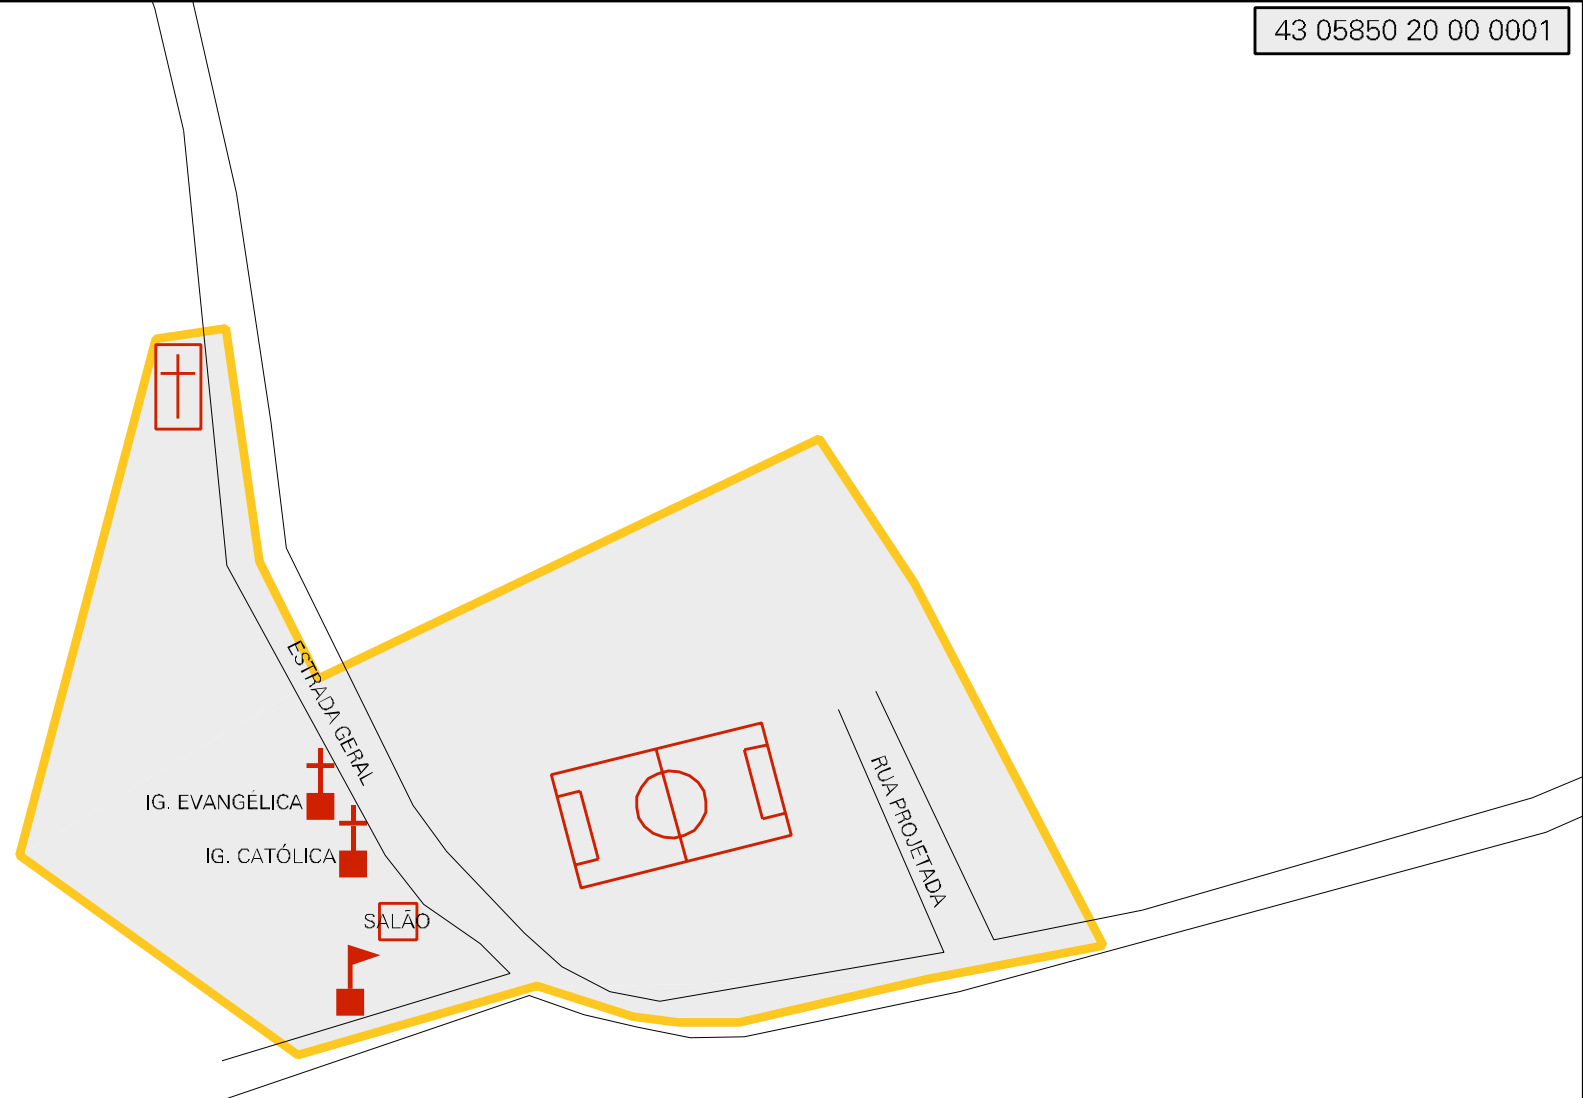 43 05850 20 00 0001
ESTRADA GERAL
IG. EVANGÉLICA
IG. CATÓLICA
SALÃO
RUA PROJETADA